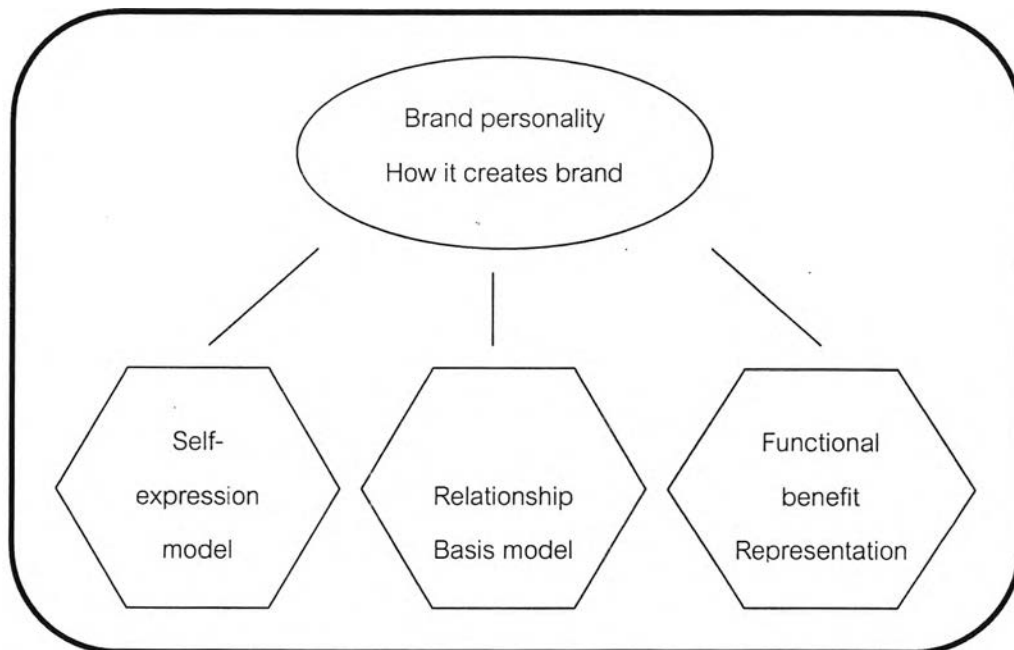 Brand personality
How it creates brand
Self-
expression
model
Relationship
Basis model
Functional
benefit
Representation